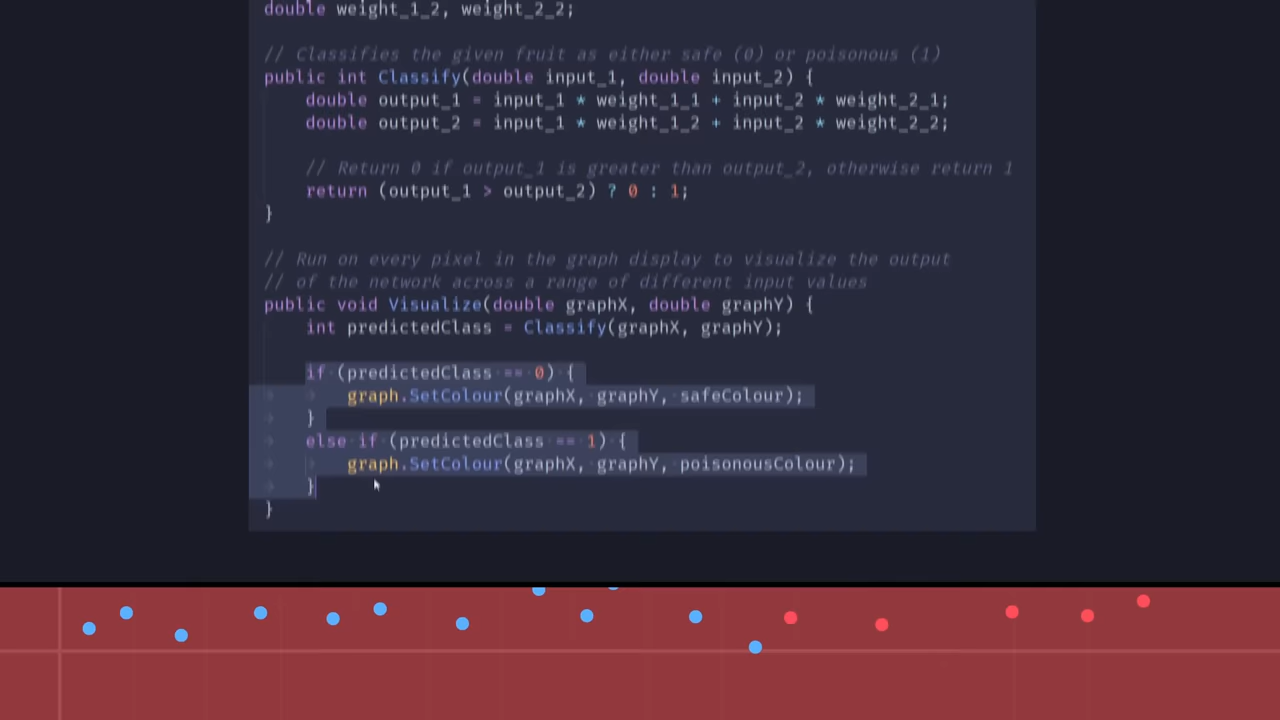 double weight_1_2, weight_2_2;
// Classifies the given fruit as either safe (0) or poisonous (1)
public int Classify(double input_1, double input_2) {
double output_1 = input_1 * weight_1_1 + input_2 * weight_2_1;
double output_2 = input_1 * weight_1_2 + input_2 * weight_2_2;
// Return 0 if output_1 is greater than output_2, otherwise return 1
return (output_1 > output_2) ? 0 : 1;
}
// Run on every pixel in the graph display to visualize the output
// of the network across a range of different input values
public void Visualize(double graphX, double graphY) {
int predictedClass = Classify(graphX, graphY);
if (predictedClass == 0) {
graph.SetColour(graphX, graphY, safeColour);
}
else if (predictedClass == 1) {
graph.SetColour(graphX, graphY, poisonousColour);
}
}